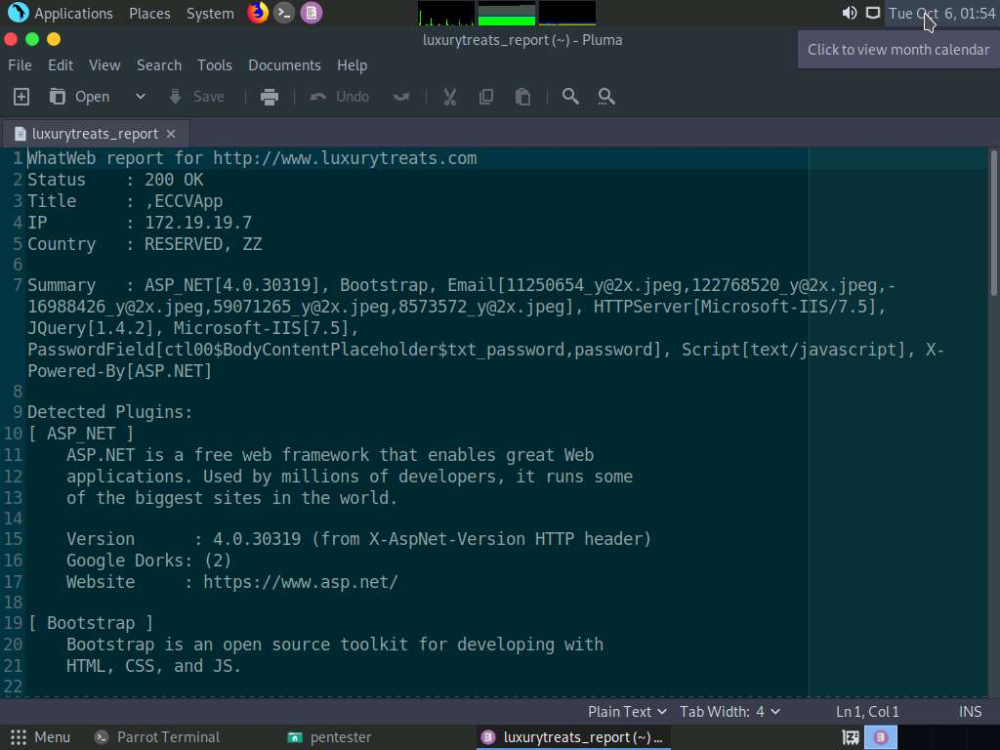 Applications Places System Tue Oct 6, 01:54
luxurytreats_report (~) - Pluma
Click to view month calendar
File Edit View Search Tools Documents Help
Open Save Undo
luxurytreats_report
1 WhatWeb report for http://www.luxurytreats.com
2 Status    : 200 OK
3 Title     : ,ECCVApp
4 IP        : 172.19.19.7
5 Country   : RESERVED, ZZ
6
7 Summary   : ASP_NET[4.0.30319], Bootstrap, Email[11250654_y@2x.jpeg,122768520_y@2x.jpeg,-
16988426_y@2x.jpeg,59071265_y@2x.jpeg,8573572_y@2x.jpeg], HTTPServer[Microsoft-IIS/7.5],
JQuery[1.4.2], Microsoft-IIS[7.5],
PasswordField[ctl00$BodyContentPlaceholder$txt_password,password], Script[text/javascript], X-
Powered-By[ASP.NET]
8
9 Detected Plugins:
10 [ ASP_NET ]
11     ASP.NET is a free web framework that enables great Web
12     applications. Used by millions of developers, it runs some
13     of the biggest sites in the world.
14
15     Version      : 4.0.30319 (from X-AspNet-Version HTTP header)
16     Google Dorks: (2)
17     Website     : https://www.asp.net/
18
19 [ Bootstrap ]
20     Bootstrap is an open source toolkit for developing with
21     HTML, CSS, and JS.
22
Plain Text Tab Width: 4 Ln 1, Col 1 INS
Menu Parrot Terminal pentester luxurytreats_report (~) ...